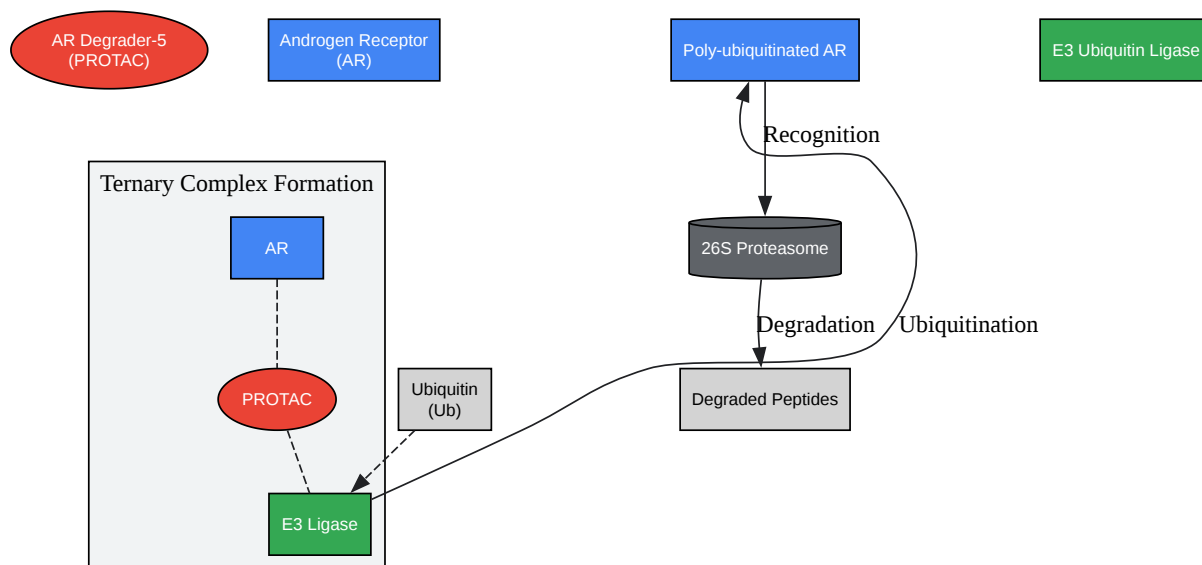 AR Degrader-5
(PROTAC)
Androgen Receptor
(AR)
Poly-ubiquitinated AR
E3 Ubiquitin Ligase
Recognition
Ternary Complex Formation
AR
26S Proteasome
Degradation
Ubiquitination
PROTAC
Ubiquitin
(Ub)
Degraded Peptides
E3 Ligase